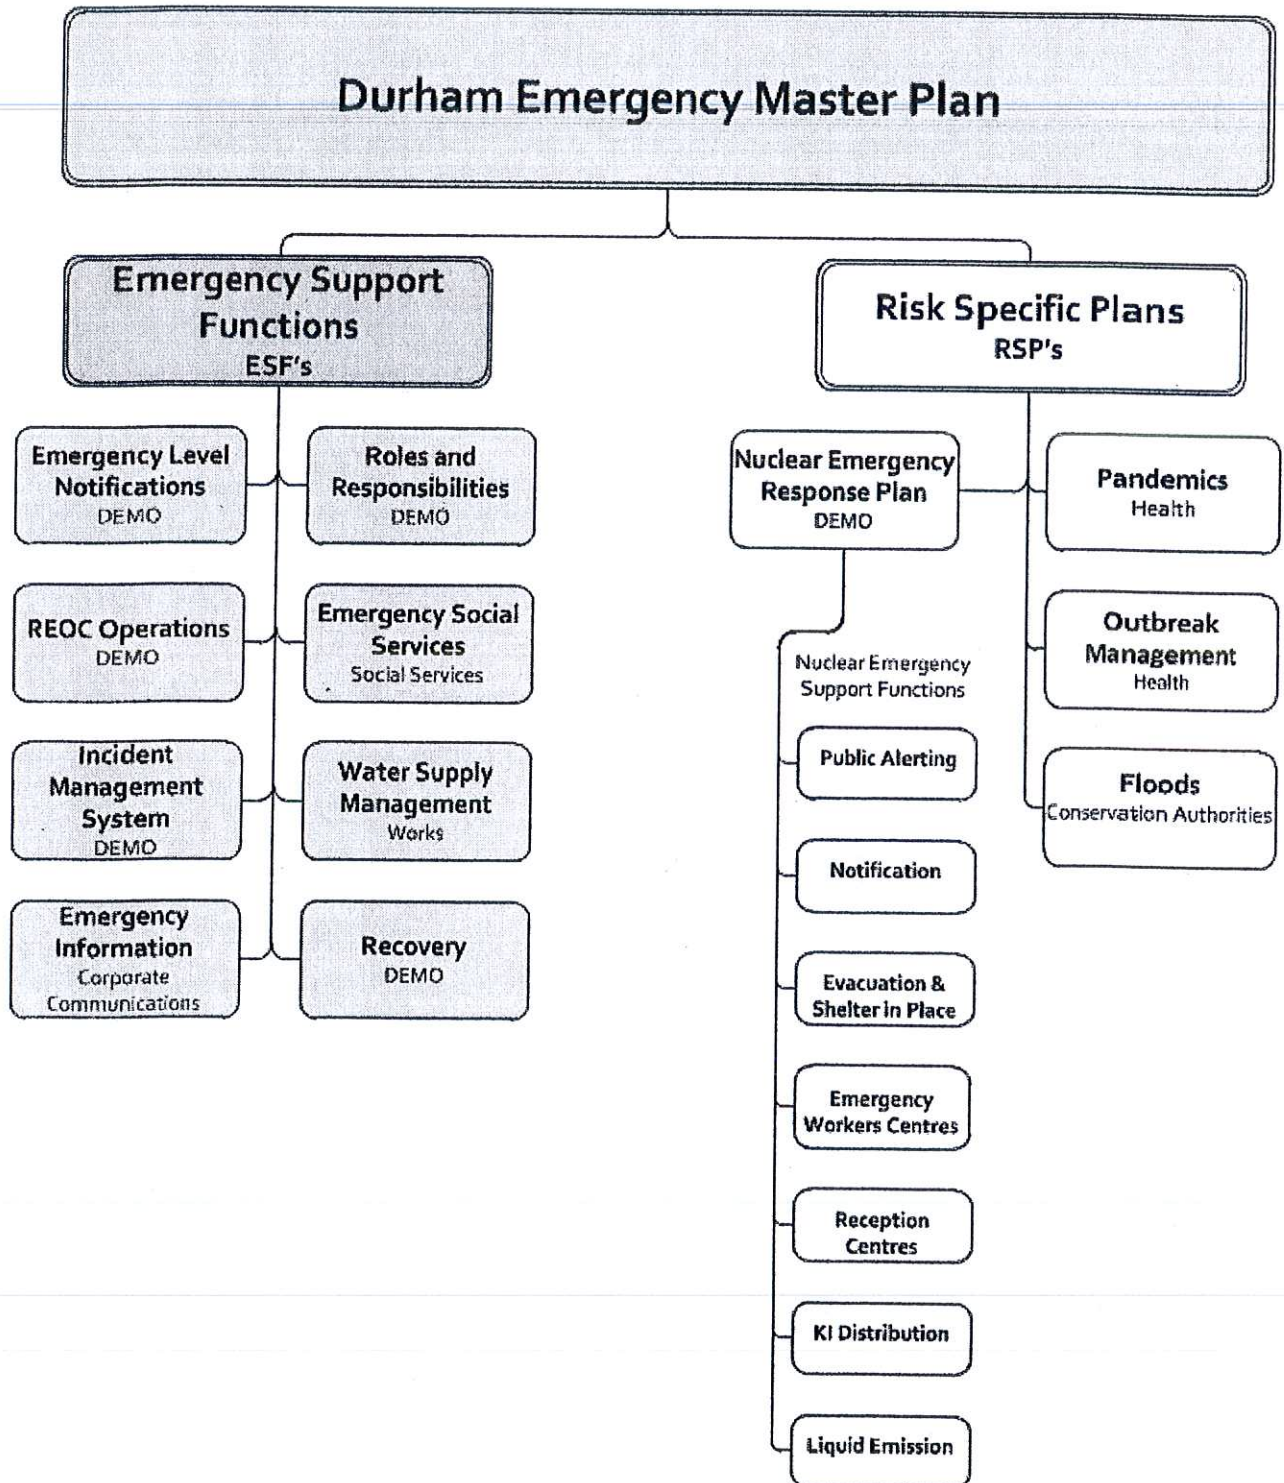 Durham Emergency Master Plan
Emergency Support
Functions
ESF's
Risk Specific Plans
RSP's
Emergency Level
Notifications
DEMO
Roles and
Responsibilities
DEMO
REOC Operations
DEMO
Emergency Social
Services
Social Services
Incident
Management
System
DEMO
Water Supply
Management
Works
Emergency
Information
Corporate
Communications
Recovery
DEMO
Nuclear Emergency
Response Plan
DEMO
Pandemics
Health
Outbreak
Management
Health
Floods
Conservation Authorities
Nuclear Emergency
Support Functions
Public Alerting
Notification
Evacuation &
Shelter in Place
Emergency
Workers Centres
Reception
Centres
KI Distribution
Liquid Emission